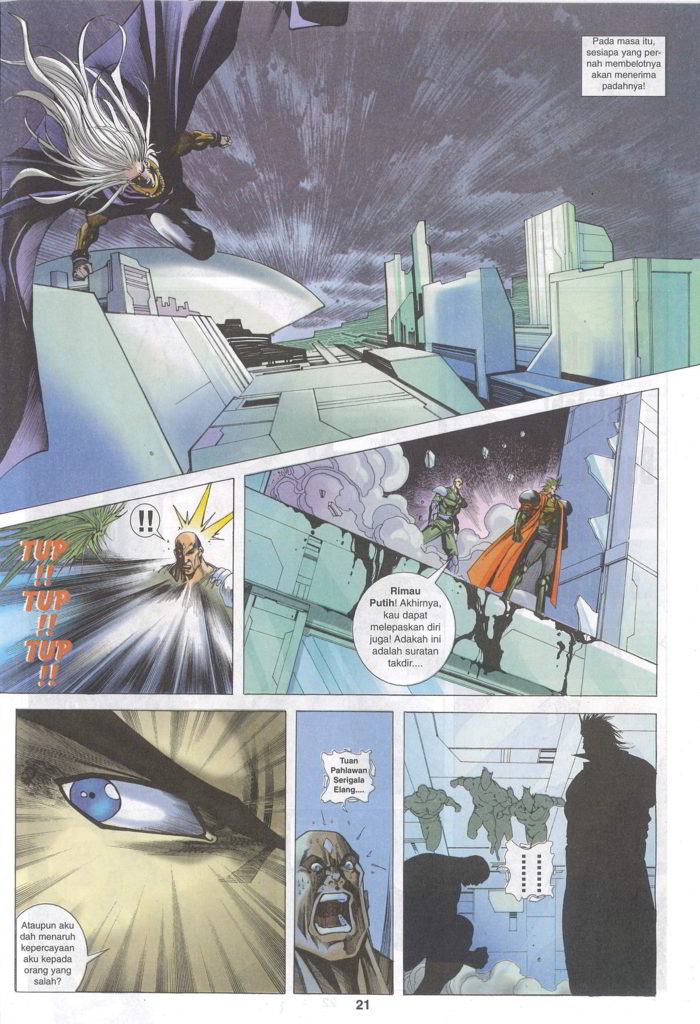 Pada masa itu,
sesiapa yang per-
nah membelotnya
akan menerima
padahnya!
!!
TUP
!!
TUP
!!
TUP
!!
Rimau
Putih! Akhirnya,
kau dapat
melepaskan diri
juga! Adakah ini
adalah suratan
takdir....
Ataupun aku
dah menaruh
kepercayaan
aku kepada
orang yang
salah?
Tuan
Pahlawan
Serigala
Elang....
21